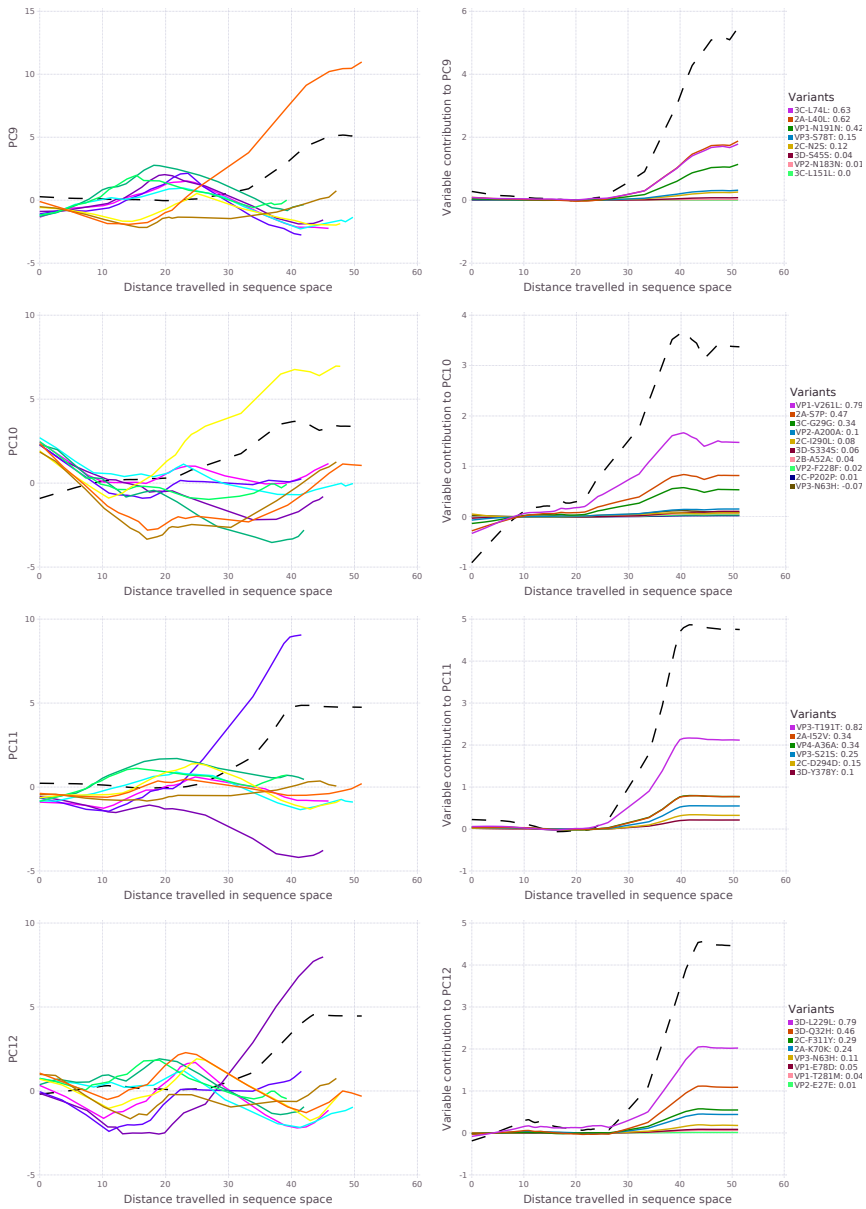 15
10
5
0
-5
PC9
0 10 20 30 40 50 60
Distance travelled in sequence space
6
4
2
0
-2
Variable contribution to PC9
0 10 20 30 40 50 60
Distance travelled in sequence space
Variants
3C-L74L: 0.63
2A-L40L: 0.62
VP1-N191N: 0.42
VP3-S78T: 0.15
2C-N2S: 0.12
3D-S45S: 0.04
VP2-N183N: 0.01
3C-L151L: 0.0
10
5
0
-5
PC10
0 10 20 30 40 50 60
Distance travelled in sequence space
4
3
2
1
0
-1
Variable contribution to PC10
0 10 20 30 40 50 60
Distance travelled in sequence space
Variants
VP1-V261L: 0.79
2A-S7P: 0.47
3C-G29G: 0.34
VP2-A200A: 0.1
2C-I290L: 0.08
3D-S334S: 0.06
2B-A52A: 0.04
VP2-F228F: 0.02
2C-P202P: 0.01
VP3-N63H: -0.07
10
5
0
-5
PC11
0 10 20 30 40 50 60
Distance travelled in sequence space
5
4
3
2
1
0
-1
Variable contribution to PC11
0 10 20 30 40 50 60
Distance travelled in sequence space
Variants
VP3-T191T: 0.82
2A-I52V: 0.34
VP4-A36A: 0.34
VP3-S21S: 0.25
2C-D294D: 0.15
3D-Y378Y: 0.1
10
5
0
-5
PC12
0 10 20 30 40 50 60
Distance travelled in sequence space
5
4
3
2
1
0
-1
Variable contribution to PC12
0 10 20 30 40 50 60
Distance travelled in sequence space
Variants
3D-L229L: 0.79
3D-Q32H: 0.46
2C-F311Y: 0.29
2A-K70K: 0.24
VP3-N63H: 0.11
VP1-E78D: 0.05
VP1-T281M: 0.04
VP2-E27E: 0.01